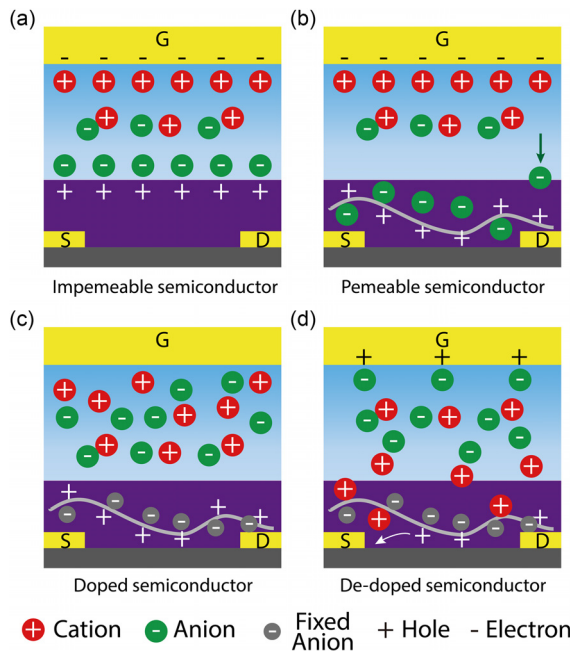 (a)
(b)
G
G
S
D
S
D
Impemeable semiconductor
Pemeable semiconductor
(c)
(d)
G
G
S
D
S
D
Doped semiconductor
De-doped semiconductor
+ Cation
- Anion
- Fixed Anion
+ Hole
- Electron